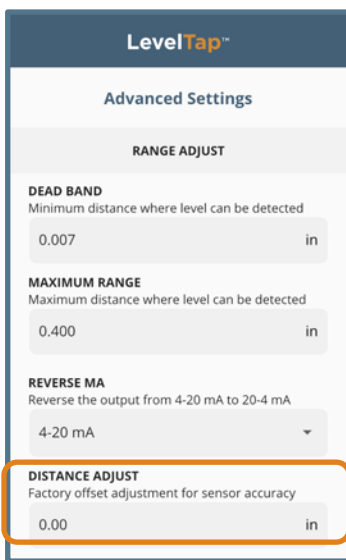 LevelTap™
Advanced Settings
RANGE ADJUST
DEAD BAND
Minimum distance where level can be detected
0.007 in
MAXIMUM RANGE
Maximum distance where level can be detected
0.400 in
REVERSE MA
Reverse the output from 4-20 mA to 20-4 mA
4-20 mA
DISTANCE ADJUST
Factory offset adjustment for sensor accuracy
0.00 in